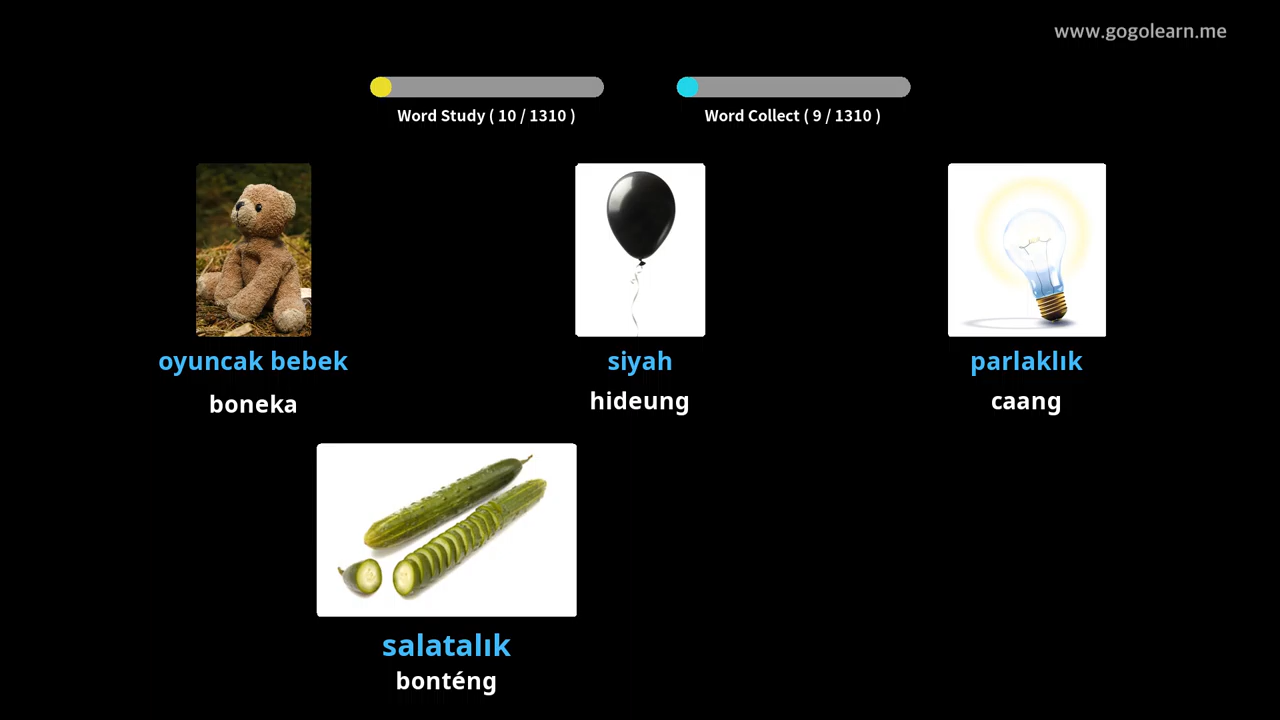 www.gogolearn.me
Word Study ( 10 / 1310 )
Word Collect ( 9 / 1310 )
oyuncak bebek
boneka
siyah
hideung
parlaklık
caang
salatalık
bonténg